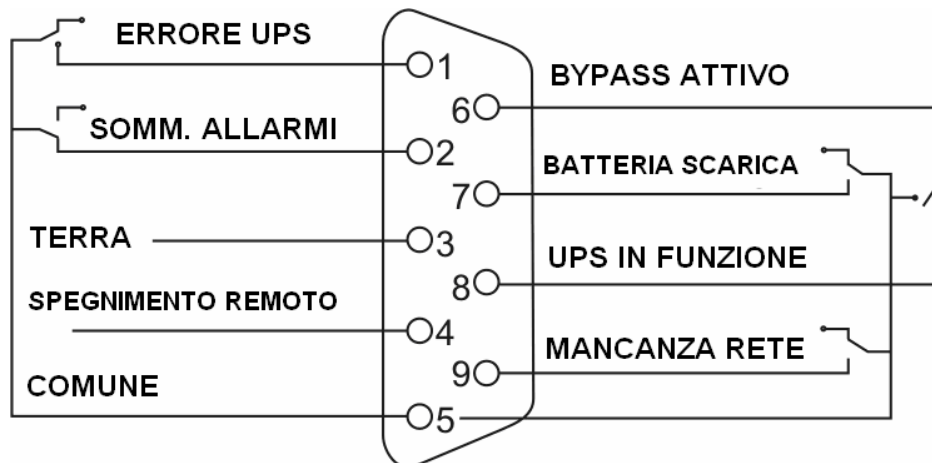 ERRORE UPS
1
BYPASS ATTIVO
6
SOMM. ALLARMI
2
BATTERIA SCARICA
7
TERRA
3
UPS IN FUNZIONE
8
SPEGNIMENTO REMOTO
4
MANCANZA RETE
9
COMUNE
5